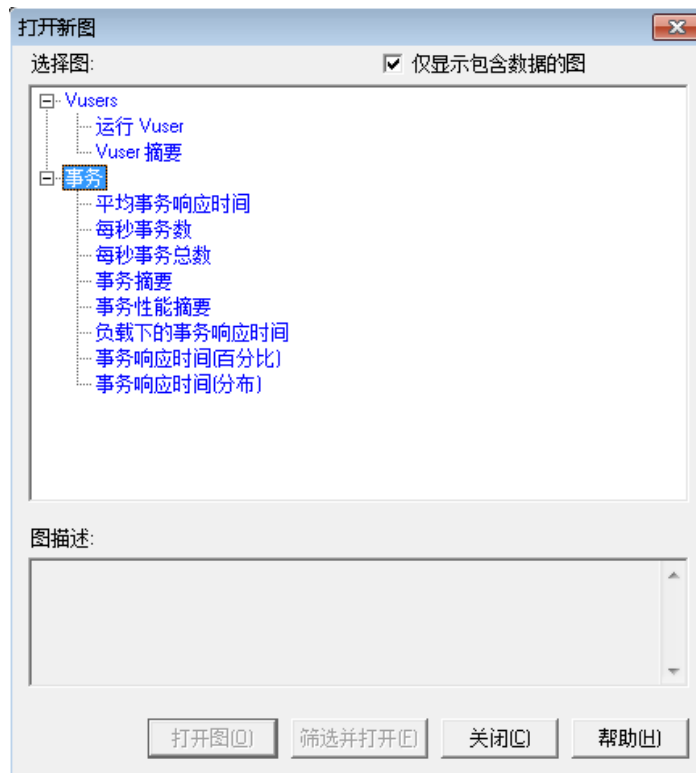 打开新图
选择图: 仅显示包含数据的图
Vusers
运行 Vuser
Vuser 摘要
事务
平均事务响应时间
每秒事务数
每秒事务总数
事务摘要
事务性能摘要
负载下的事务响应时间
事务响应时间(百分比)
事务响应时间(分布)
图描述:
打开图(O) 筛选并打开(F) 关闭(C) 帮助(H)